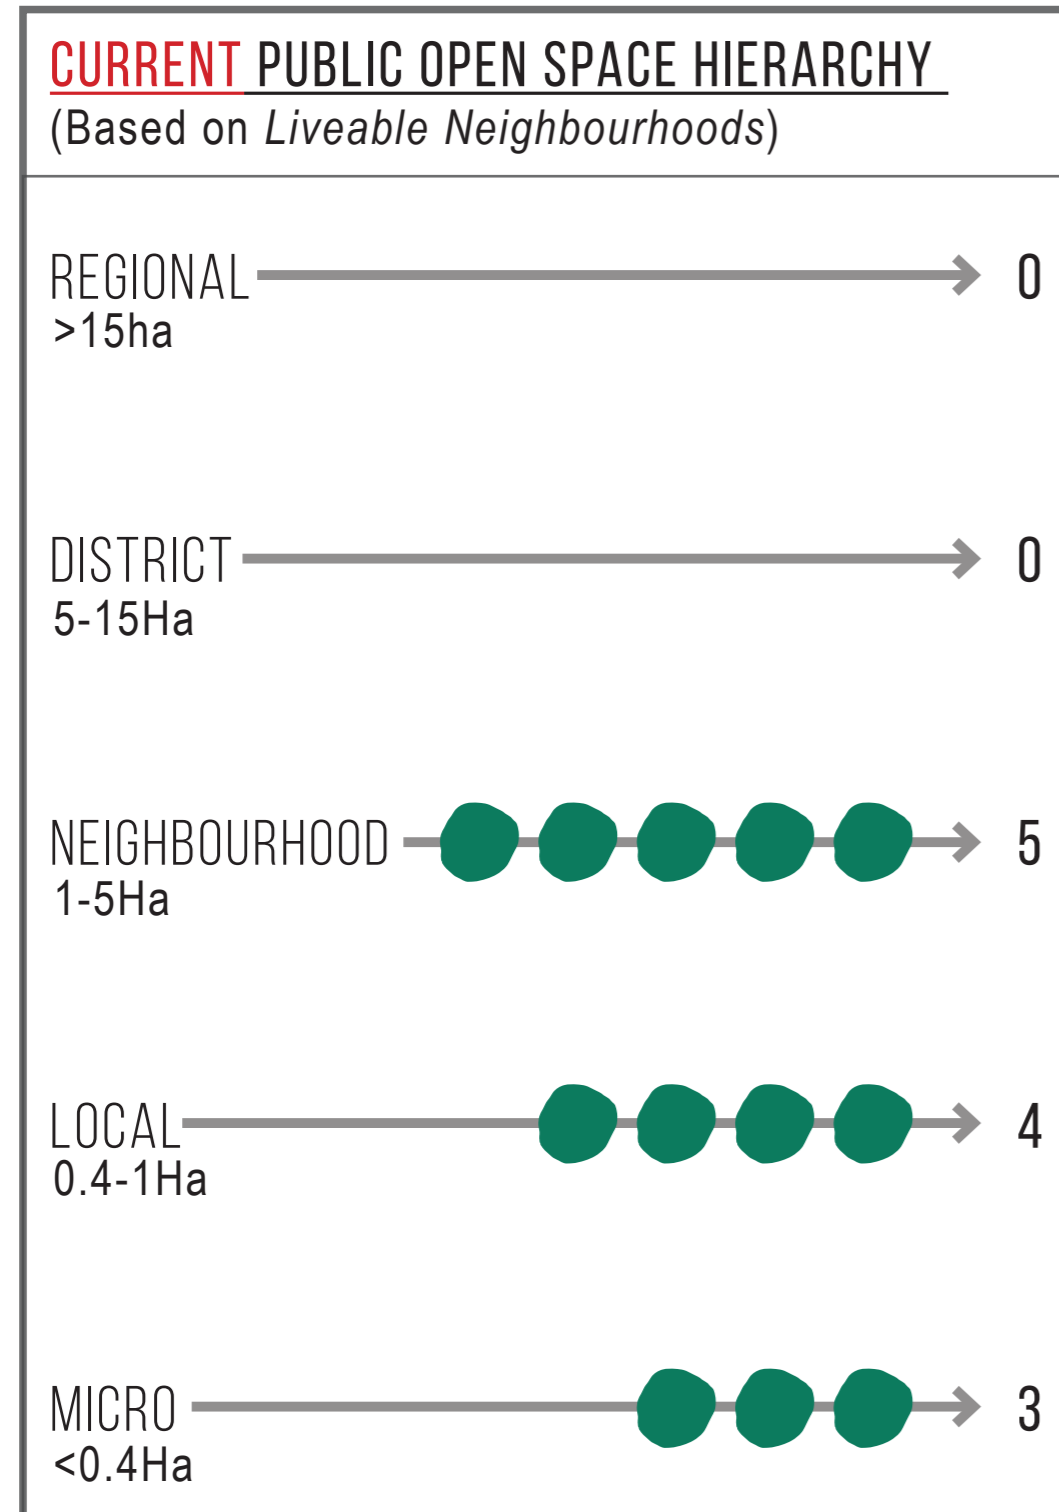 CURRENT PUBLIC OPEN SPACE HIERARCHY
(Based on Liveable Neighbourhoods)
REGIONAL 0
>15ha
DISTRICT 0
5-15Ha
NEIGHBOURHOOD 5
1-5Ha
LOCAL 4
0.4-1Ha
MICRO 3
<0.4Ha